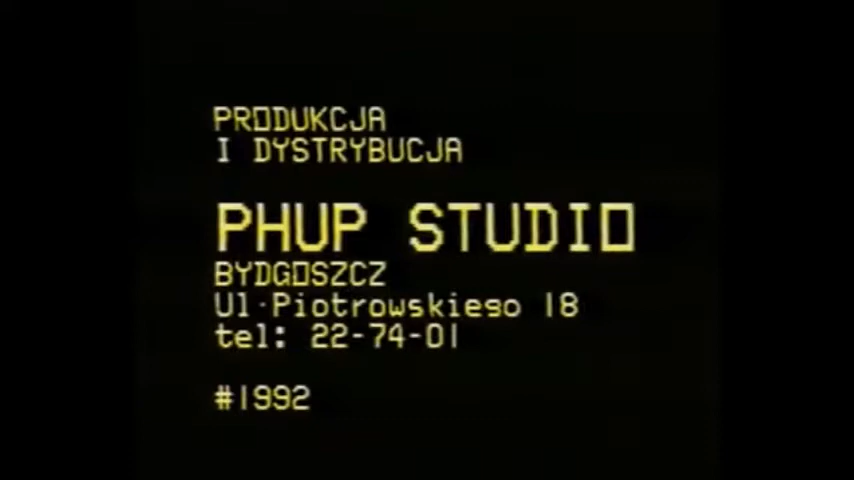 PRODUKCJA
I DYSTRYBUCJA
PHUP STUDIO
BYDGOSZCZ
Ul·Piotrowskiego 18
tel: 22-74-01
#1992